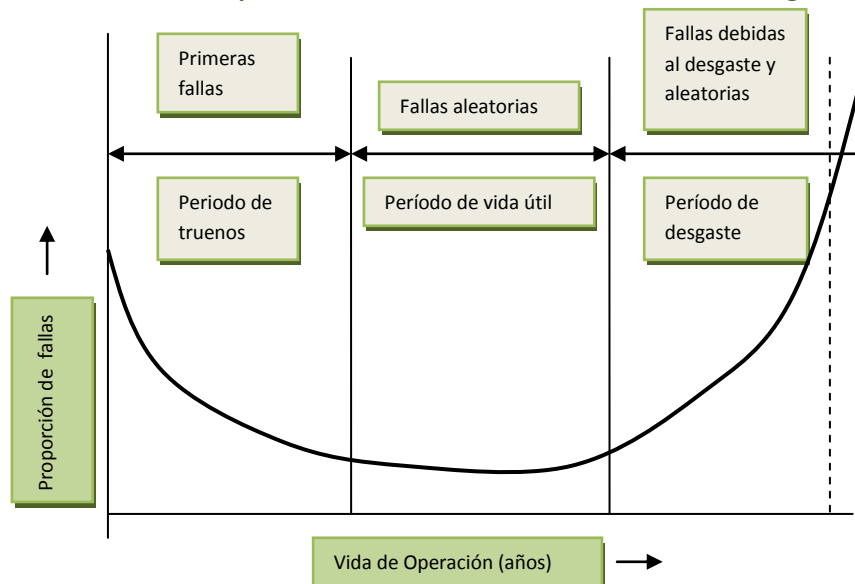 Primeras
fallas
Fallas aleatorias
Fallas debidas
al desgaste y
aleatorias
Periodo de
truenos
Período de vida útil
Período de
desgaste
Proporción de fallas
Vida de Operación (años)